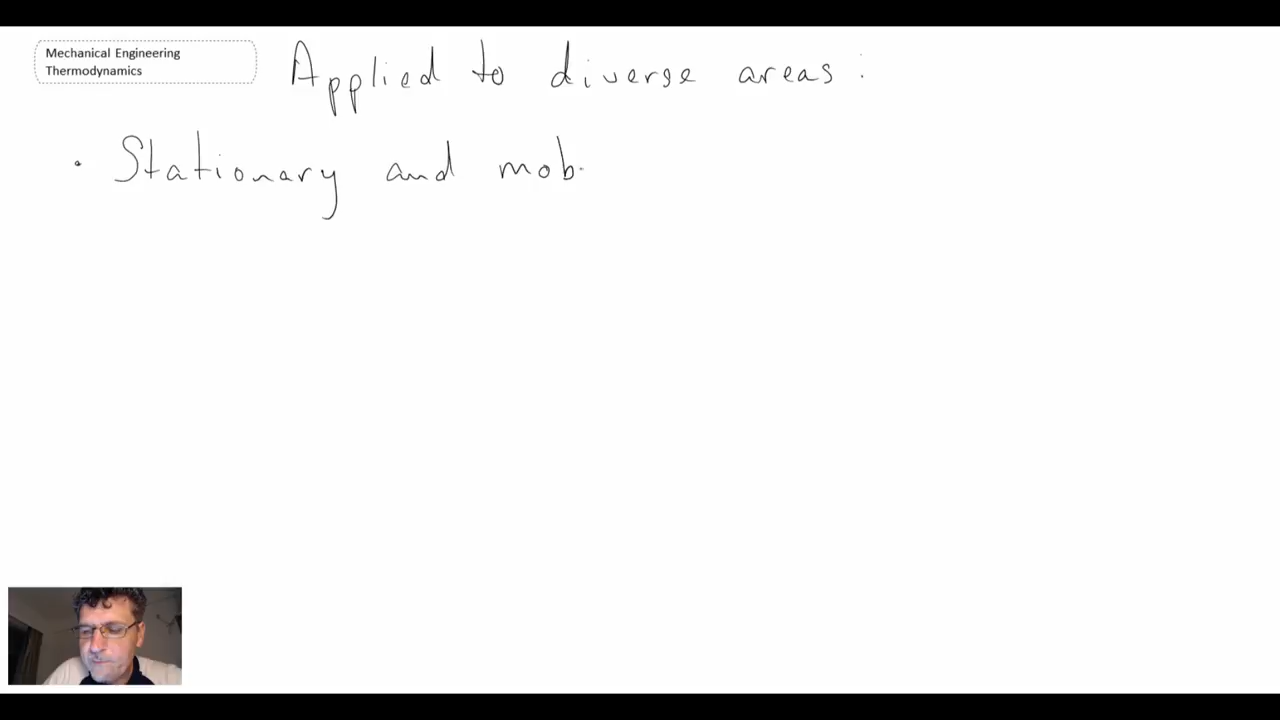 Mechanical Engineering
Thermodynamics
Applied to diverse areas :
• Stationary and mob